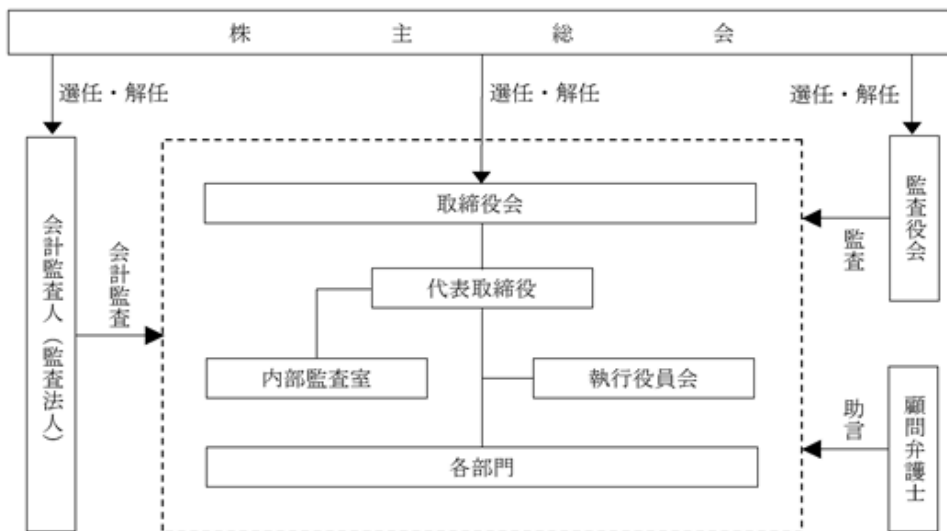 株主総会
選任・解任
選任・解任
選任・解任
会計監査人（監査法人）
会計監査
取締役会
代表取締役
内部監査室
執行役員会
各部門
監査役会
監査
顧問弁護士
助言